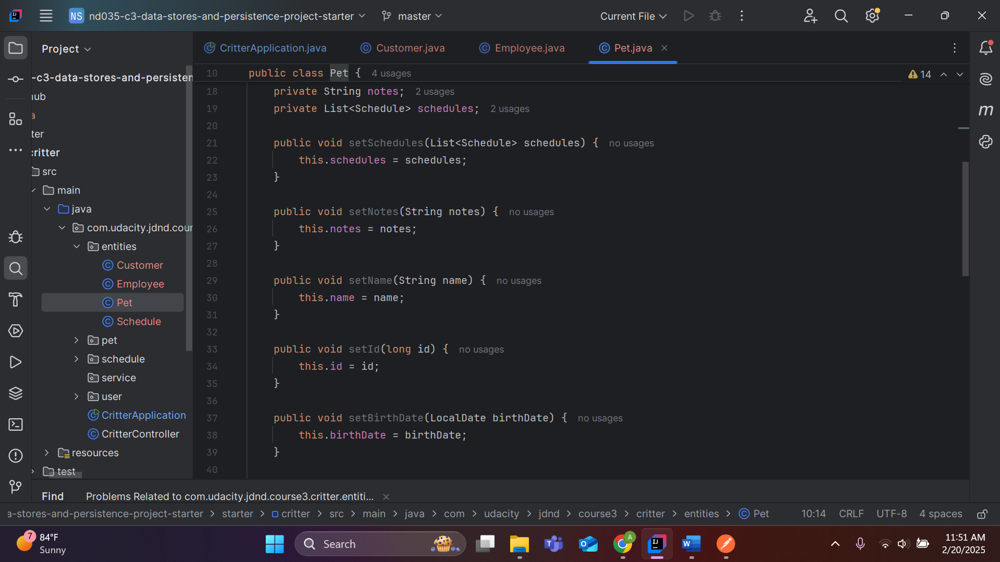 NS nd035-c3-data-stores-and-persistence-project-starter master Current File
Project
CritterApplication.java Customer.java Employee.java Pet.java
-c3-data-stores-and-persisten
hub
a
ter
critter
src
main
java
com.udacity.jdnd.cour
entities
Customer
Employee
Pet
Schedule
pet
schedule
service
user
CritterApplication
CritterController
resources
test
10 public class Pet { 4 usages
14
18 private String notes; 2 usages
19 private List<Schedule> schedules; 2 usages
20
21 public void setSchedules(List<Schedule> schedules) { no usages
22 this.schedules = schedules;
23 }
24
25 public void setNotes(String notes) { no usages
26 this.notes = notes;
27 }
28
29 public void setName(String name) { no usages
30 this.name = name;
31 }
32
33 public void setId(long id) { no usages
34 this.id = id;
35 }
36
37 public void setBirthDate(LocalDate birthDate) { no usages
38 this.birthDate = birthDate;
39 }
40
m
Find Problems Related to com.udacity.jdnd.course3.critter.entiti...
a-stores-and-persistence-project-starter > starter > critter > src > main > java > com > udacity > jdnd > course3 > critter > entities > Pet 10:14 CRLF UTF-8 4 spaces
7
84°F
Sunny
Search
A
11:51 AM
2/20/2025